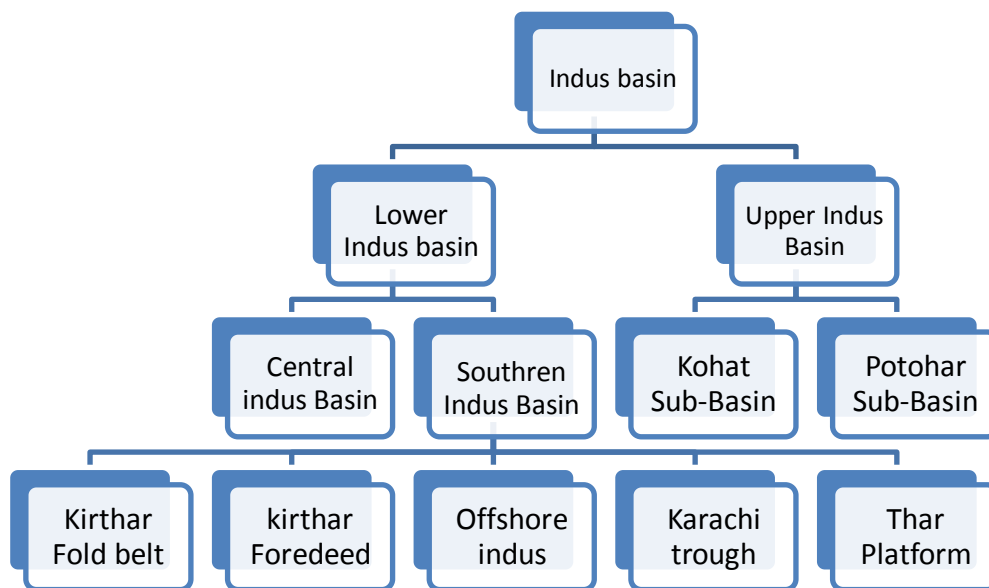 Indus basin
Lower
Indus basin
Upper Indus
Basin
Central
indus Basin
Southren
Indus Basin
Kohat
Sub-Basin
Potohar
Sub-Basin
Kirthar
Fold belt
kirthar
Foredeed
Offshore
indus
Karachi
trough
Thar
Platform